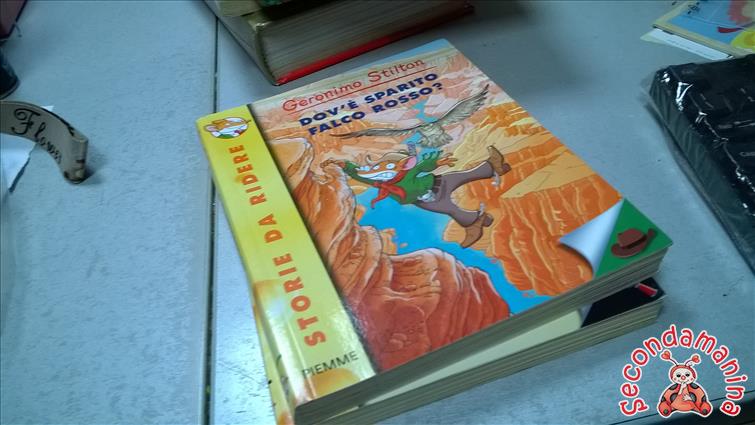 Geronimo Stilton
DOV'È SPARITO
FALCO ROSSO?
STORIE DA RIDERE
PIEMME
secondamanina